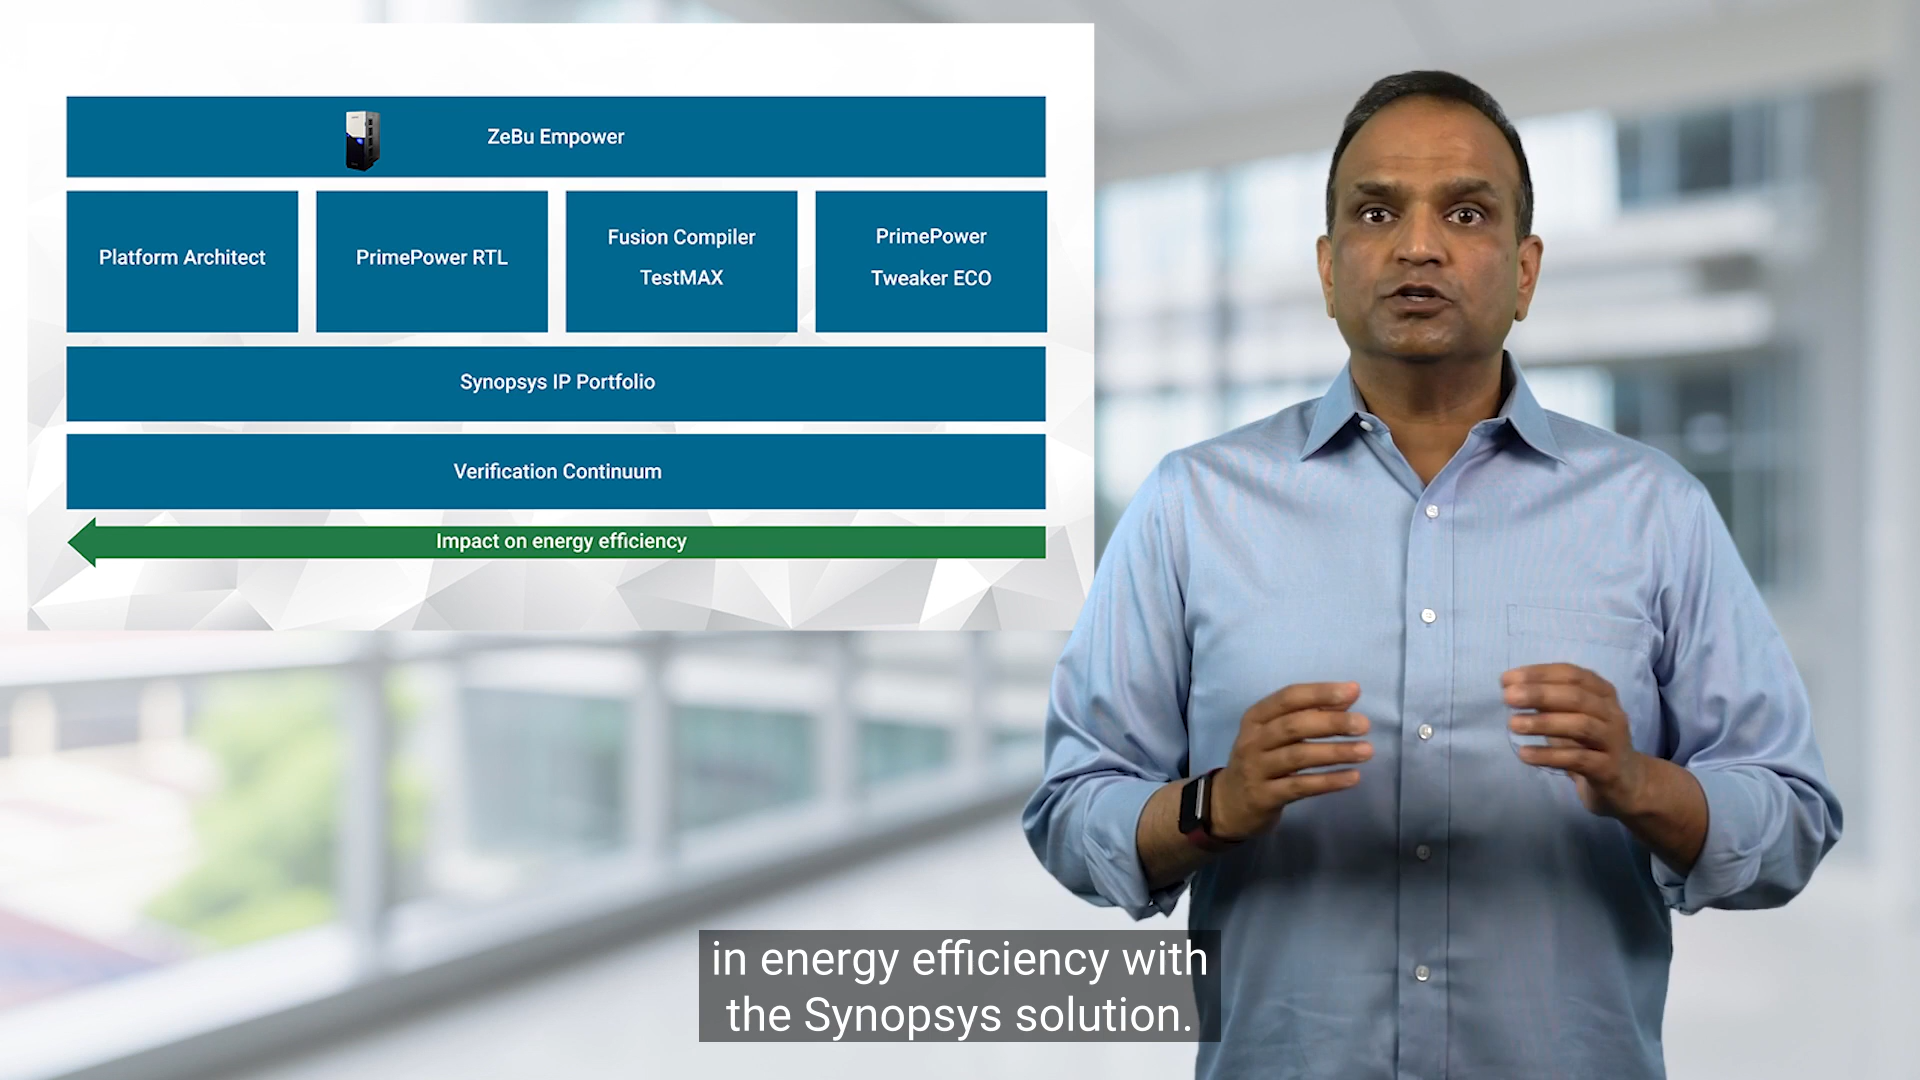 ZeBu Empower
Platform Architect
PrimePower RTL
Fusion Compiler
TestMAX
PrimePower
Tweaker ECO
Synopsys IP Portfolio
Verification Continuum
Impact on energy efficiency
in energy efficiency with
the Synopsys solution.